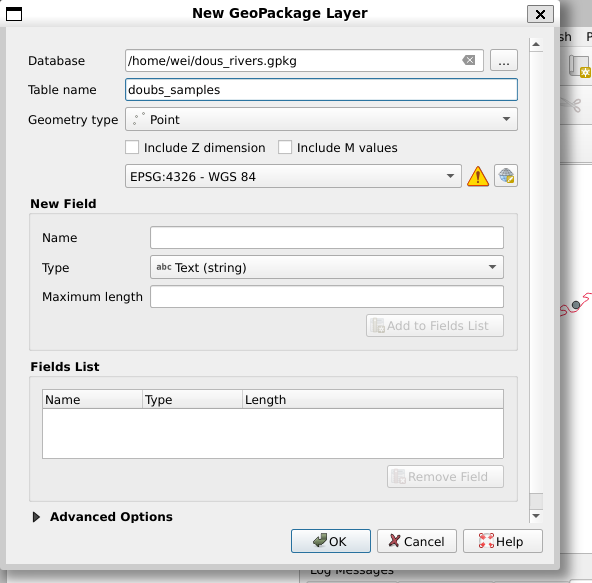 New GeoPackage Layer
Database /home/wei/dous_rivers.gpkg ...
Table name doubs_samples
Geometry type Point
Include Z dimension Include M values
EPSG:4326 - WGS 84
New Field
Name
Type abc Text (string)
Maximum length
Add to Fields List
Fields List
Name Type Length
Remove Field
Advanced Options
OK Cancel Help
Log Messages